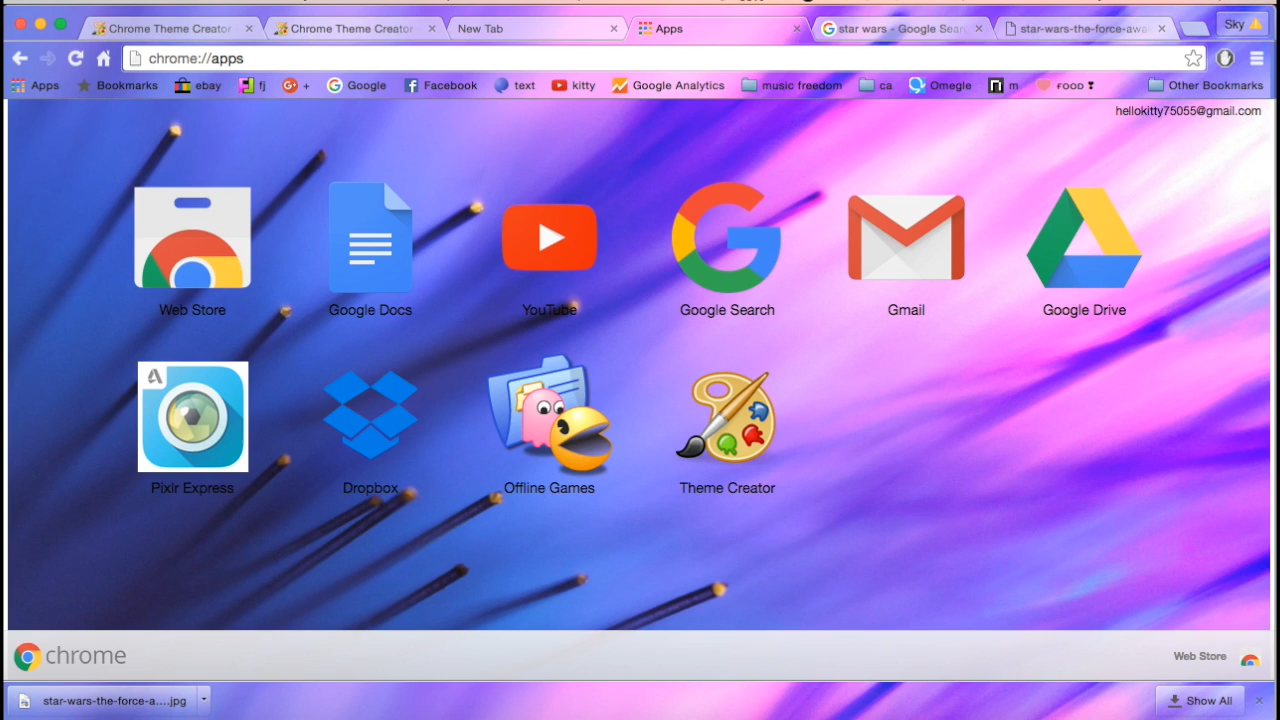 Chrome Theme Creator
Chrome Theme Creator
New Tab
Apps
star wars - Google Sear
star-wars-the-force-awa
Sky
chrome://apps
Apps Bookmarks ebay fj + Google Facebook text kitty Google Analytics music freedom ca Omegle m ꜰᴏᴏᴅ ❣ Other Bookmarks
hellokitty75055@gmail.com
Web Store
Google Docs
YouTube
Google Search
Gmail
Google Drive
Pixlr Express
Dropbox
Offline Games
Theme Creator
chrome
Web Store
star-wars-the-force-a....jpg
Show All